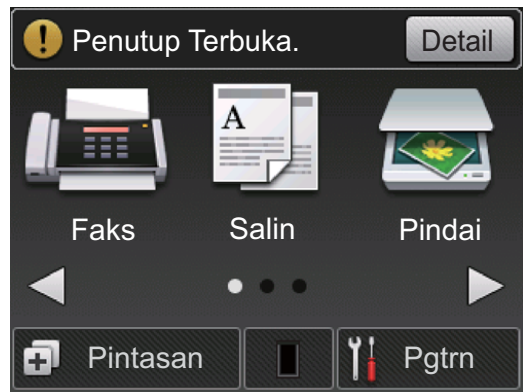 Penutup Terbuka. Detail
A
Faks Salin Pindai
Pintasan Pgtrn